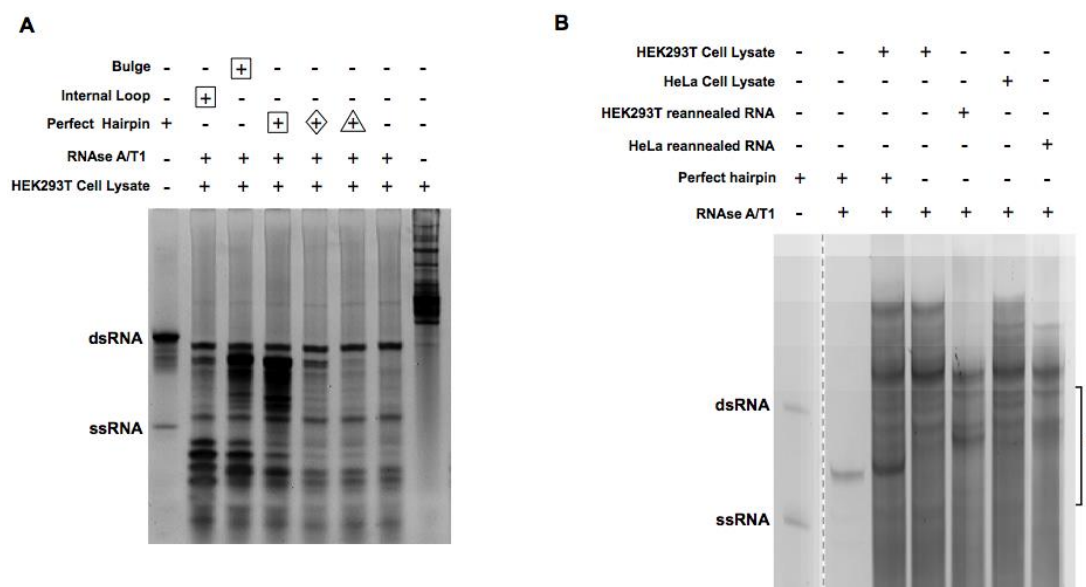 A
Bulge - - + - - - - -
Internal Loop - + - - - - - -
Perfect Hairpin + - - + + + - -
RNAse A/T1 - + + + + + + -
HEK293T Cell Lysate - + + + + + + +
dsRNA
ssRNA
B
HEK293T Cell Lysate - - + + - - -
HeLa Cell Lysate - - - - - + -
HEK293T reannealed RNA - - - - + - -
HeLa reannealed RNA - - - - - - +
Perfect hairpin + + + - - - -
RNAse A/T1 - + + + + + +
dsRNA
ssRNA